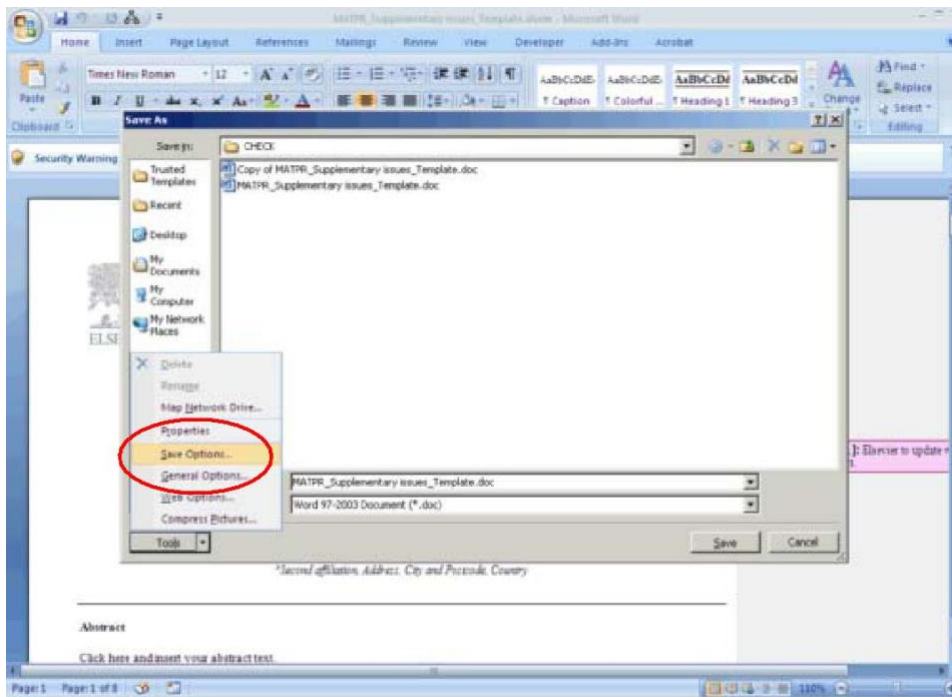 MATPR_Supplementary issues_Template.docm - Microsoft Word
Home Insert Page Layout References Mailings Review View Developer Add-Ins Acrobat
Times New Roman 12
Find
Paste
B I U abe
AaBbCcDdE AaBbCcDdE AaBbCcDd AaBbCcDd
Replace
Caption Colorful ... Heading 1 Heading 3
Change
Select
Clipboard
Editing
Save As
Security Warning
Save in: CHECK
Trusted Templates
Recent
Desktop
My Documents
My Computer
My Network Places
Copy of MATPR_Supplementary issues_Template.doc
MATPR_Supplementary issues_Template.doc
Delete
Rename
Map Network Drive...
Properties
Save Options...
General Options...
Web Options...
Compress Pictures...
MATPR_Supplementary issues_Template.doc
Word 97-2003 Document (*.doc)
Tools
Save
Cancel
]: Elsevier to update
Second affiliation, Address, City and Postcode, Country
Abstract
Click here and insert your abstract text.
Page: 1 Page: 1 of 8
110%